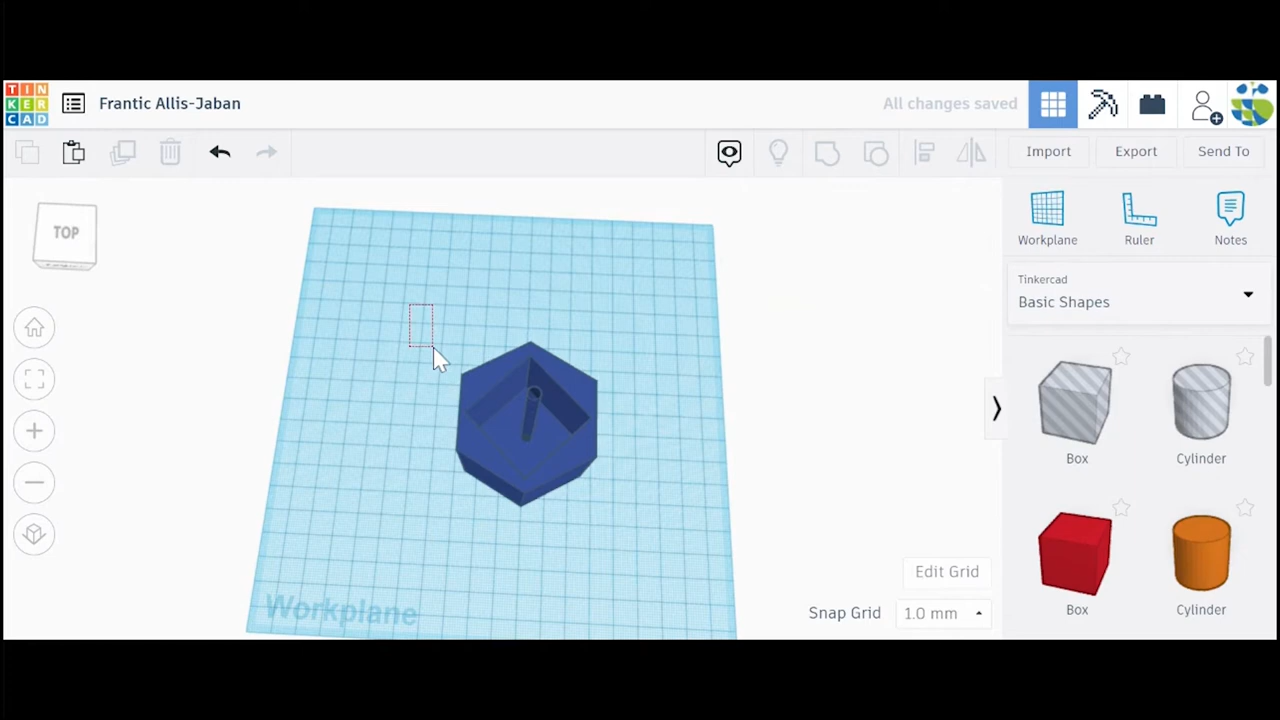 TIN
KER
CAD
Frantic Allis-Jaban
All changes saved
Import
Export
Send To
TOP
Workplane
Ruler
Notes
Tinkercad
Basic Shapes
Box
Cylinder
Box
Cylinder
Workplane
Edit Grid
Snap Grid
1.0 mm